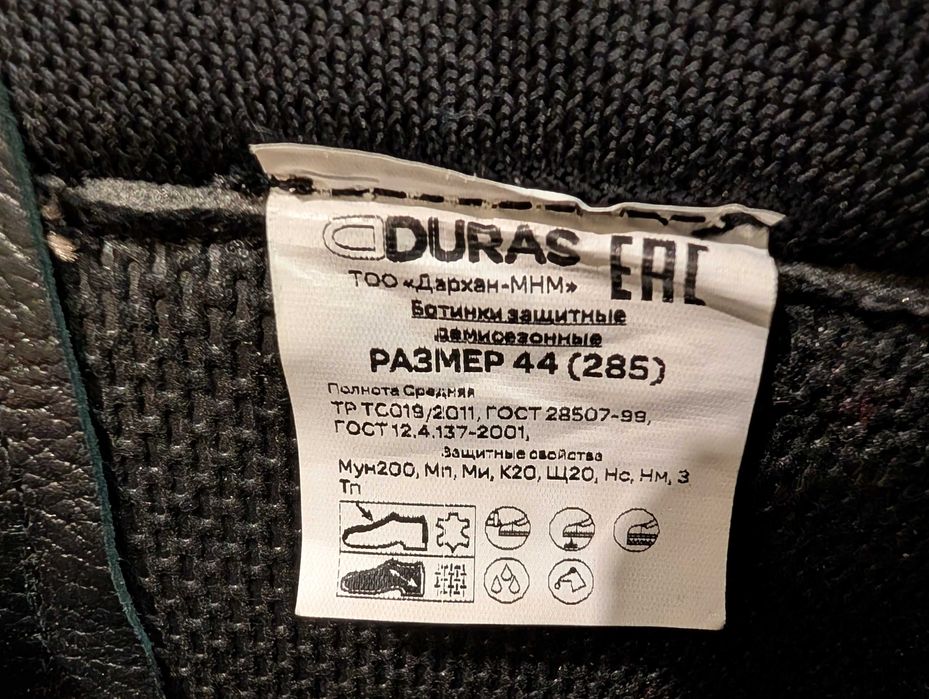 DURAS
EAC
ТОО «Дархан-МНМ»
Ботинки защитные
демисезонные
РАЗМЕР 44 (285)
Полнота Средняя
ТР ТС019/2011, ГОСТ 28507-99,
ГОСТ 12.4.137-2001,
Защитные свойства
Мун200, Мп, Ми, К20, Щ20, Нс, Нм, З
Тп